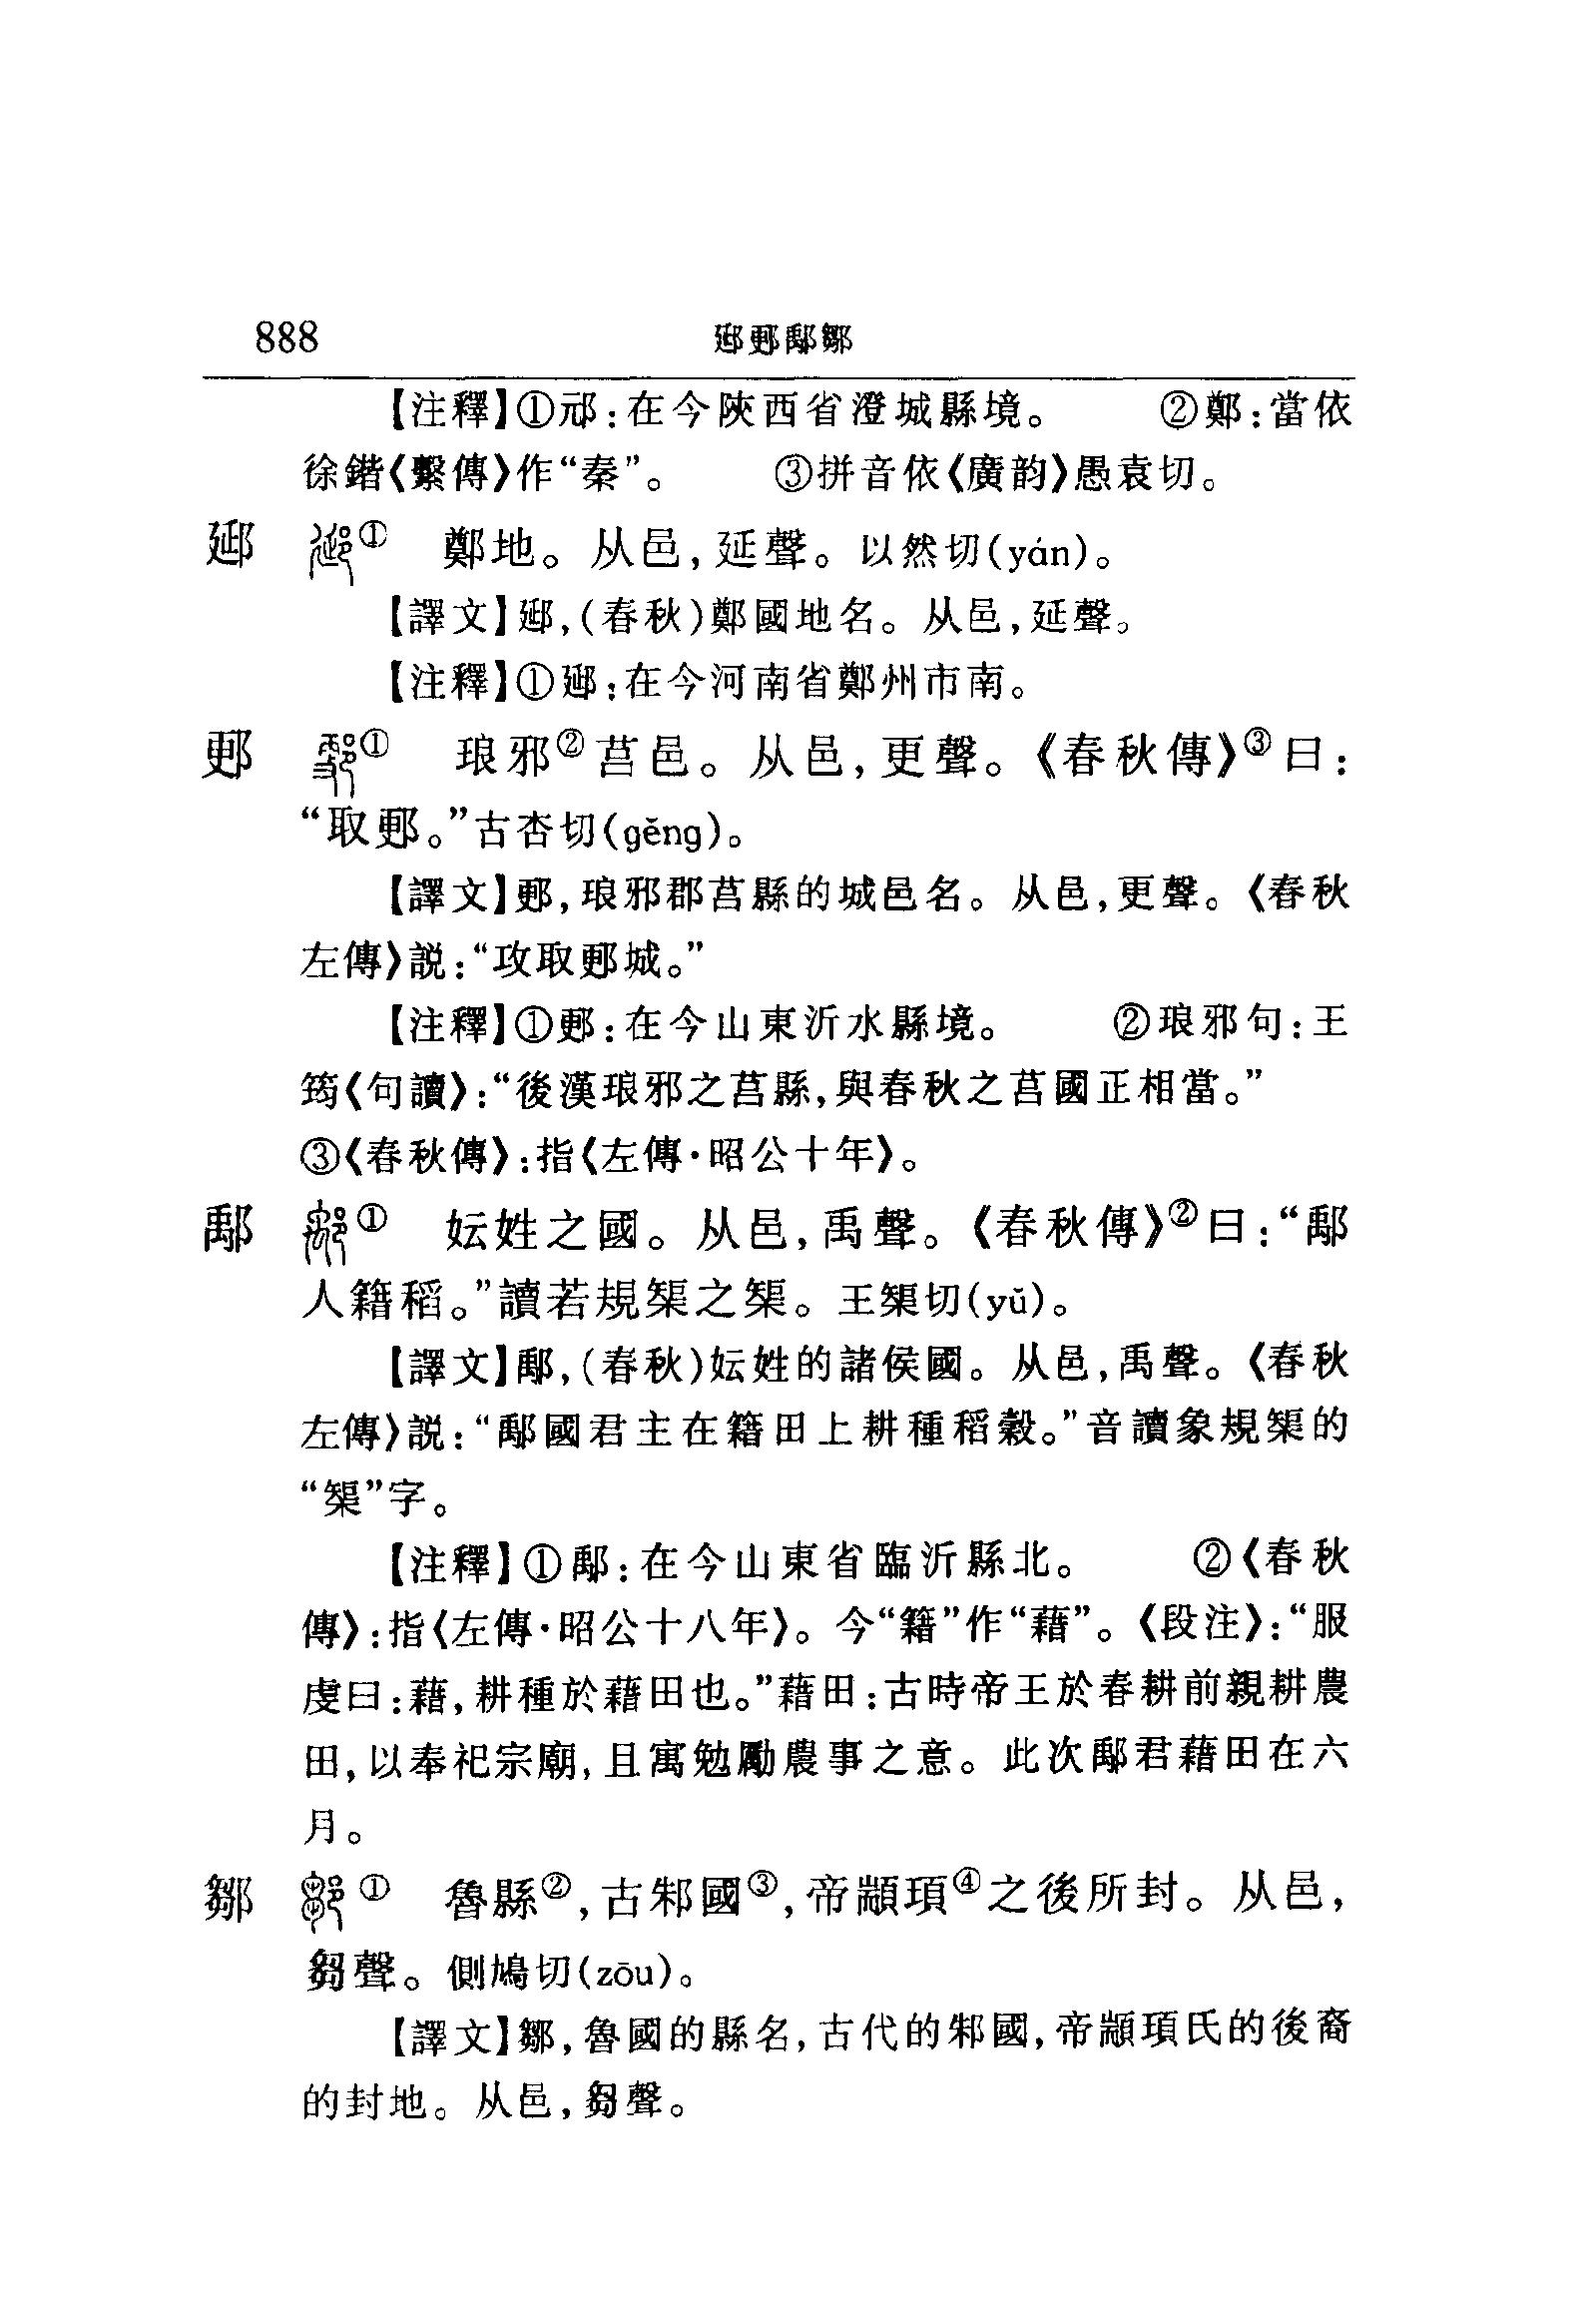 888 郔郠鄅鄒
【注釋】①邧:在今陝西省澄城縣境。 ②鄭:當依
徐鍇《繫傳》作“秦”。 ③拼音依《廣韵》愚袁切。
郔 ① 鄭地。从邑,延聲。以然切(yán)。
【譯文】郔,(春秋)鄭國地名。从邑,延聲。
【注釋】①郔:在今河南省鄭州市南。
郠 ① 琅邪②莒邑。从邑,更聲。《春秋傳》③曰:
“取郠。”古杏切(gěng)。
【譯文】郠,琅邪郡莒縣的城邑名。从邑,更聲。《春秋
左傳》説:“攻取郠城。”
【注釋】①郠:在今山東沂水縣境。 ②琅邪句:王
筠《句讀》:“後漢琅邪之莒縣,與春秋之莒國正相當。”
③《春秋傳》:指《左傳·昭公十年》。
鄅 ① 妘姓之國。从邑,禹聲。《春秋傳》②曰:“鄅
人籍稻。”讀若規榘之榘。王榘切(yǔ)。
【譯文】鄅,(春秋)妘姓的諸侯國。从邑,禹聲。《春秋
左傳》説:“鄅國君主在籍田上耕種稻穀。”音讀象規榘的
“榘”字。
【注釋】①鄅:在今山東省臨沂縣北。 ②《春秋
傳》:指《左傳·昭公十八年》。今“籍”作“藉”。《段注》:“服
虔曰:藉,耕種於藉田也。”藉田:古時帝王於春耕前親耕農
田,以奉祀宗廟,且寓勉勵農事之意。此次鄅君藉田在六
月。
鄒 ① 魯縣②,古邾國③,帝顓頊④之後所封。从邑,
芻聲。側鳩切(zōu)。
【譯文】鄒,魯國的縣名,古代的邾國,帝顓頊氏的後裔
的封地。从邑,芻聲。